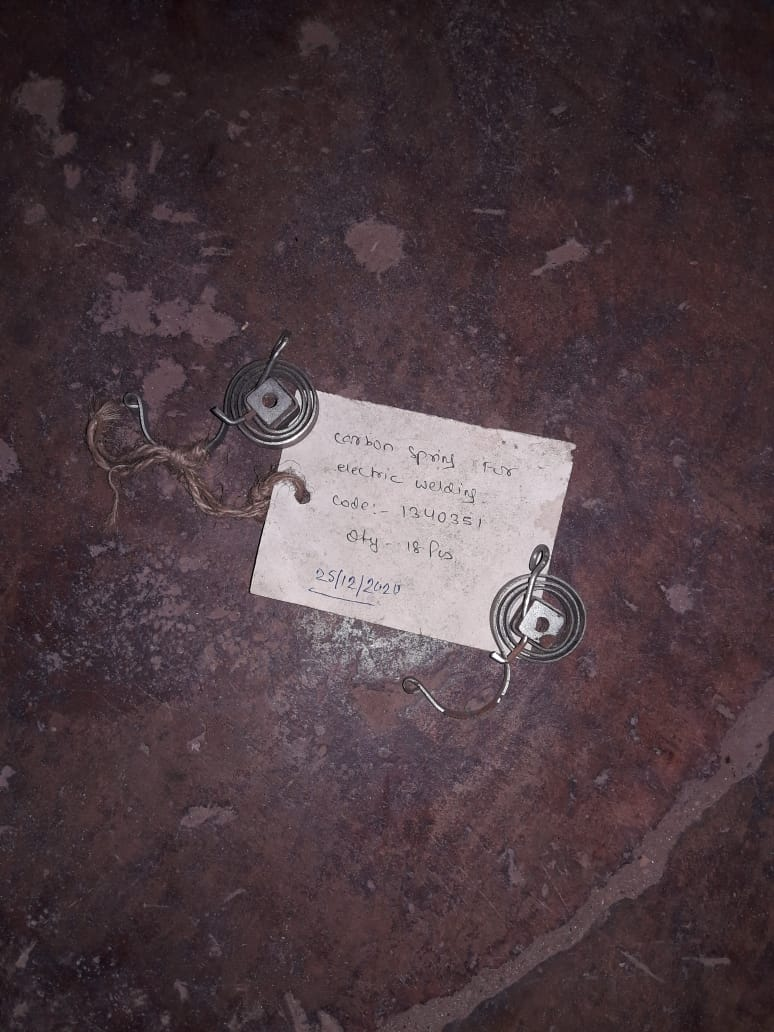 carbon spring For
electric welding.
Code:- 1340351
Qty - 18 Pcs
25/12/2020